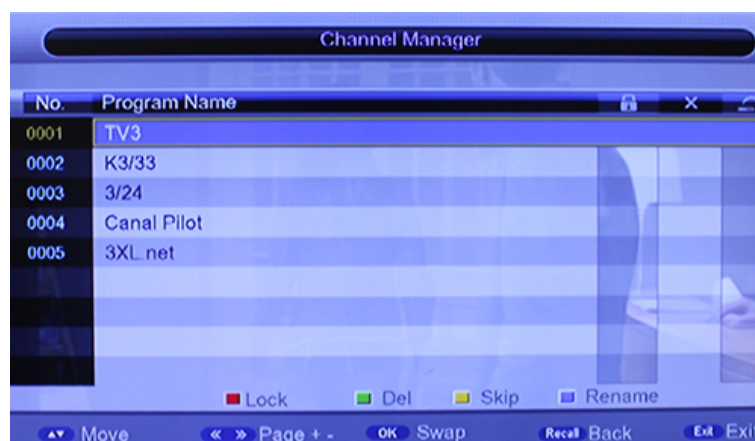 Channel Manager
No. Program Name
0001 TV3
0002 K3/33
0003 3/24
0004 Canal Pilot
0005 3XL.net
Lock Del Skip Rename
Move Page + - OK Swap Recall Back Exit Exi